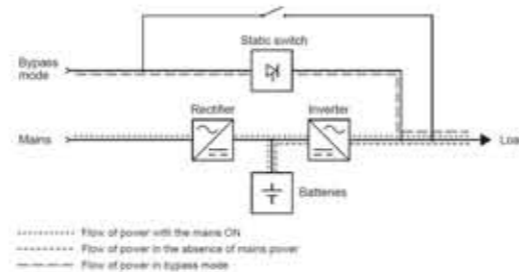 Static switch
Bypass
mode
Rectifier
Inverter
Mains
Loa
Batteries
Flow of power with the mains ON
Flow of power in the absence of mains power
Flow of power in bypass mode